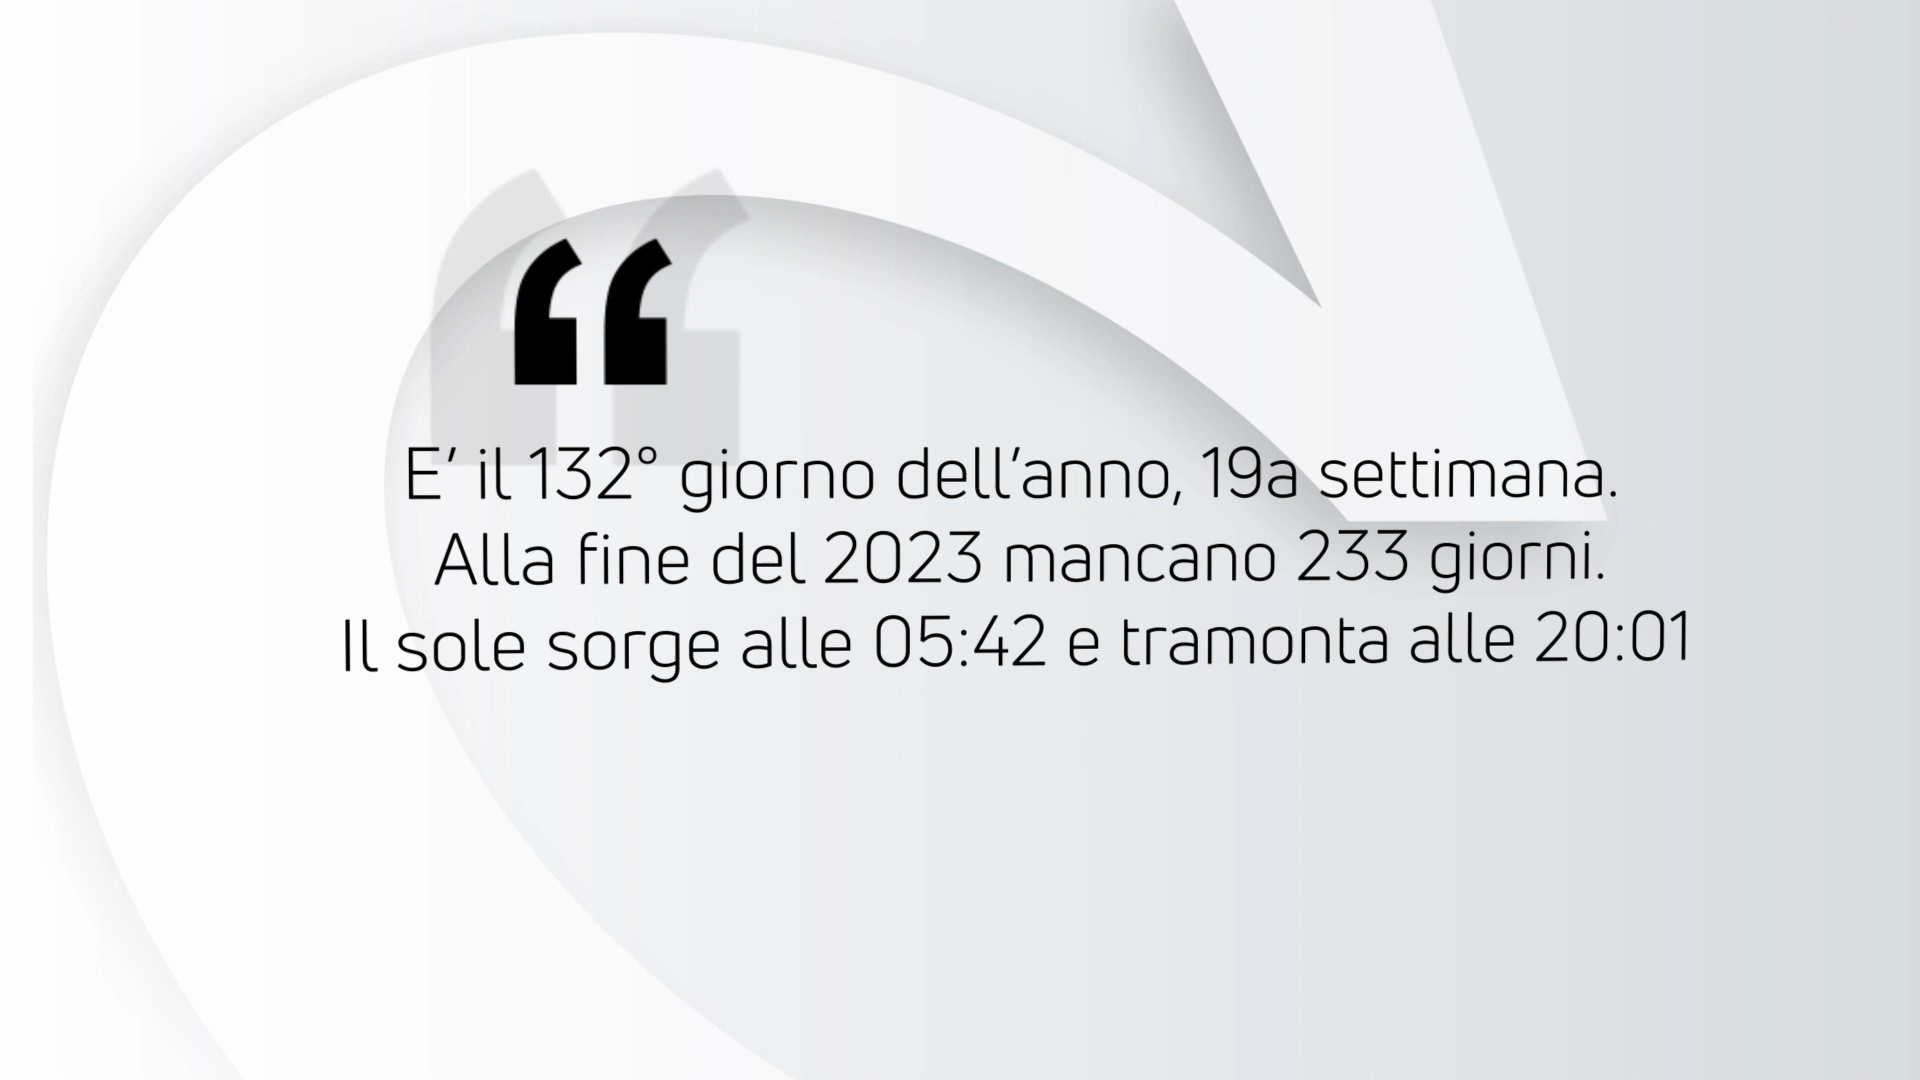 E’ il 132° giorno dell’anno, 19a settimana.
Alla fine del 2023 mancano 233 giorni.
Il sole sorge alle 05:42 e tramonta alle 20:01